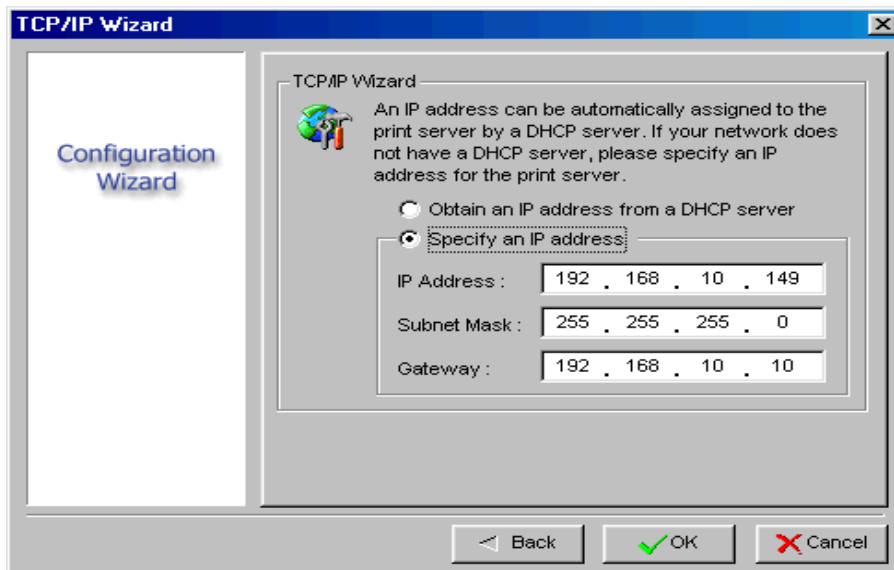 TCP/IP Wizard
Configuration
Wizard
TCP/IP Wizard
An IP address can be automatically assigned to the
print server by a DHCP server. If your network does
not have a DHCP server, please specify an IP
address for the print server.
Obtain an IP address from a DHCP server
Specify an IP address
IP Address : 192 . 168 . 10 . 149
Subnet Mask : 255 . 255 . 255 . 0
Gateway : 192 . 168 . 10 . 10
Back OK Cancel